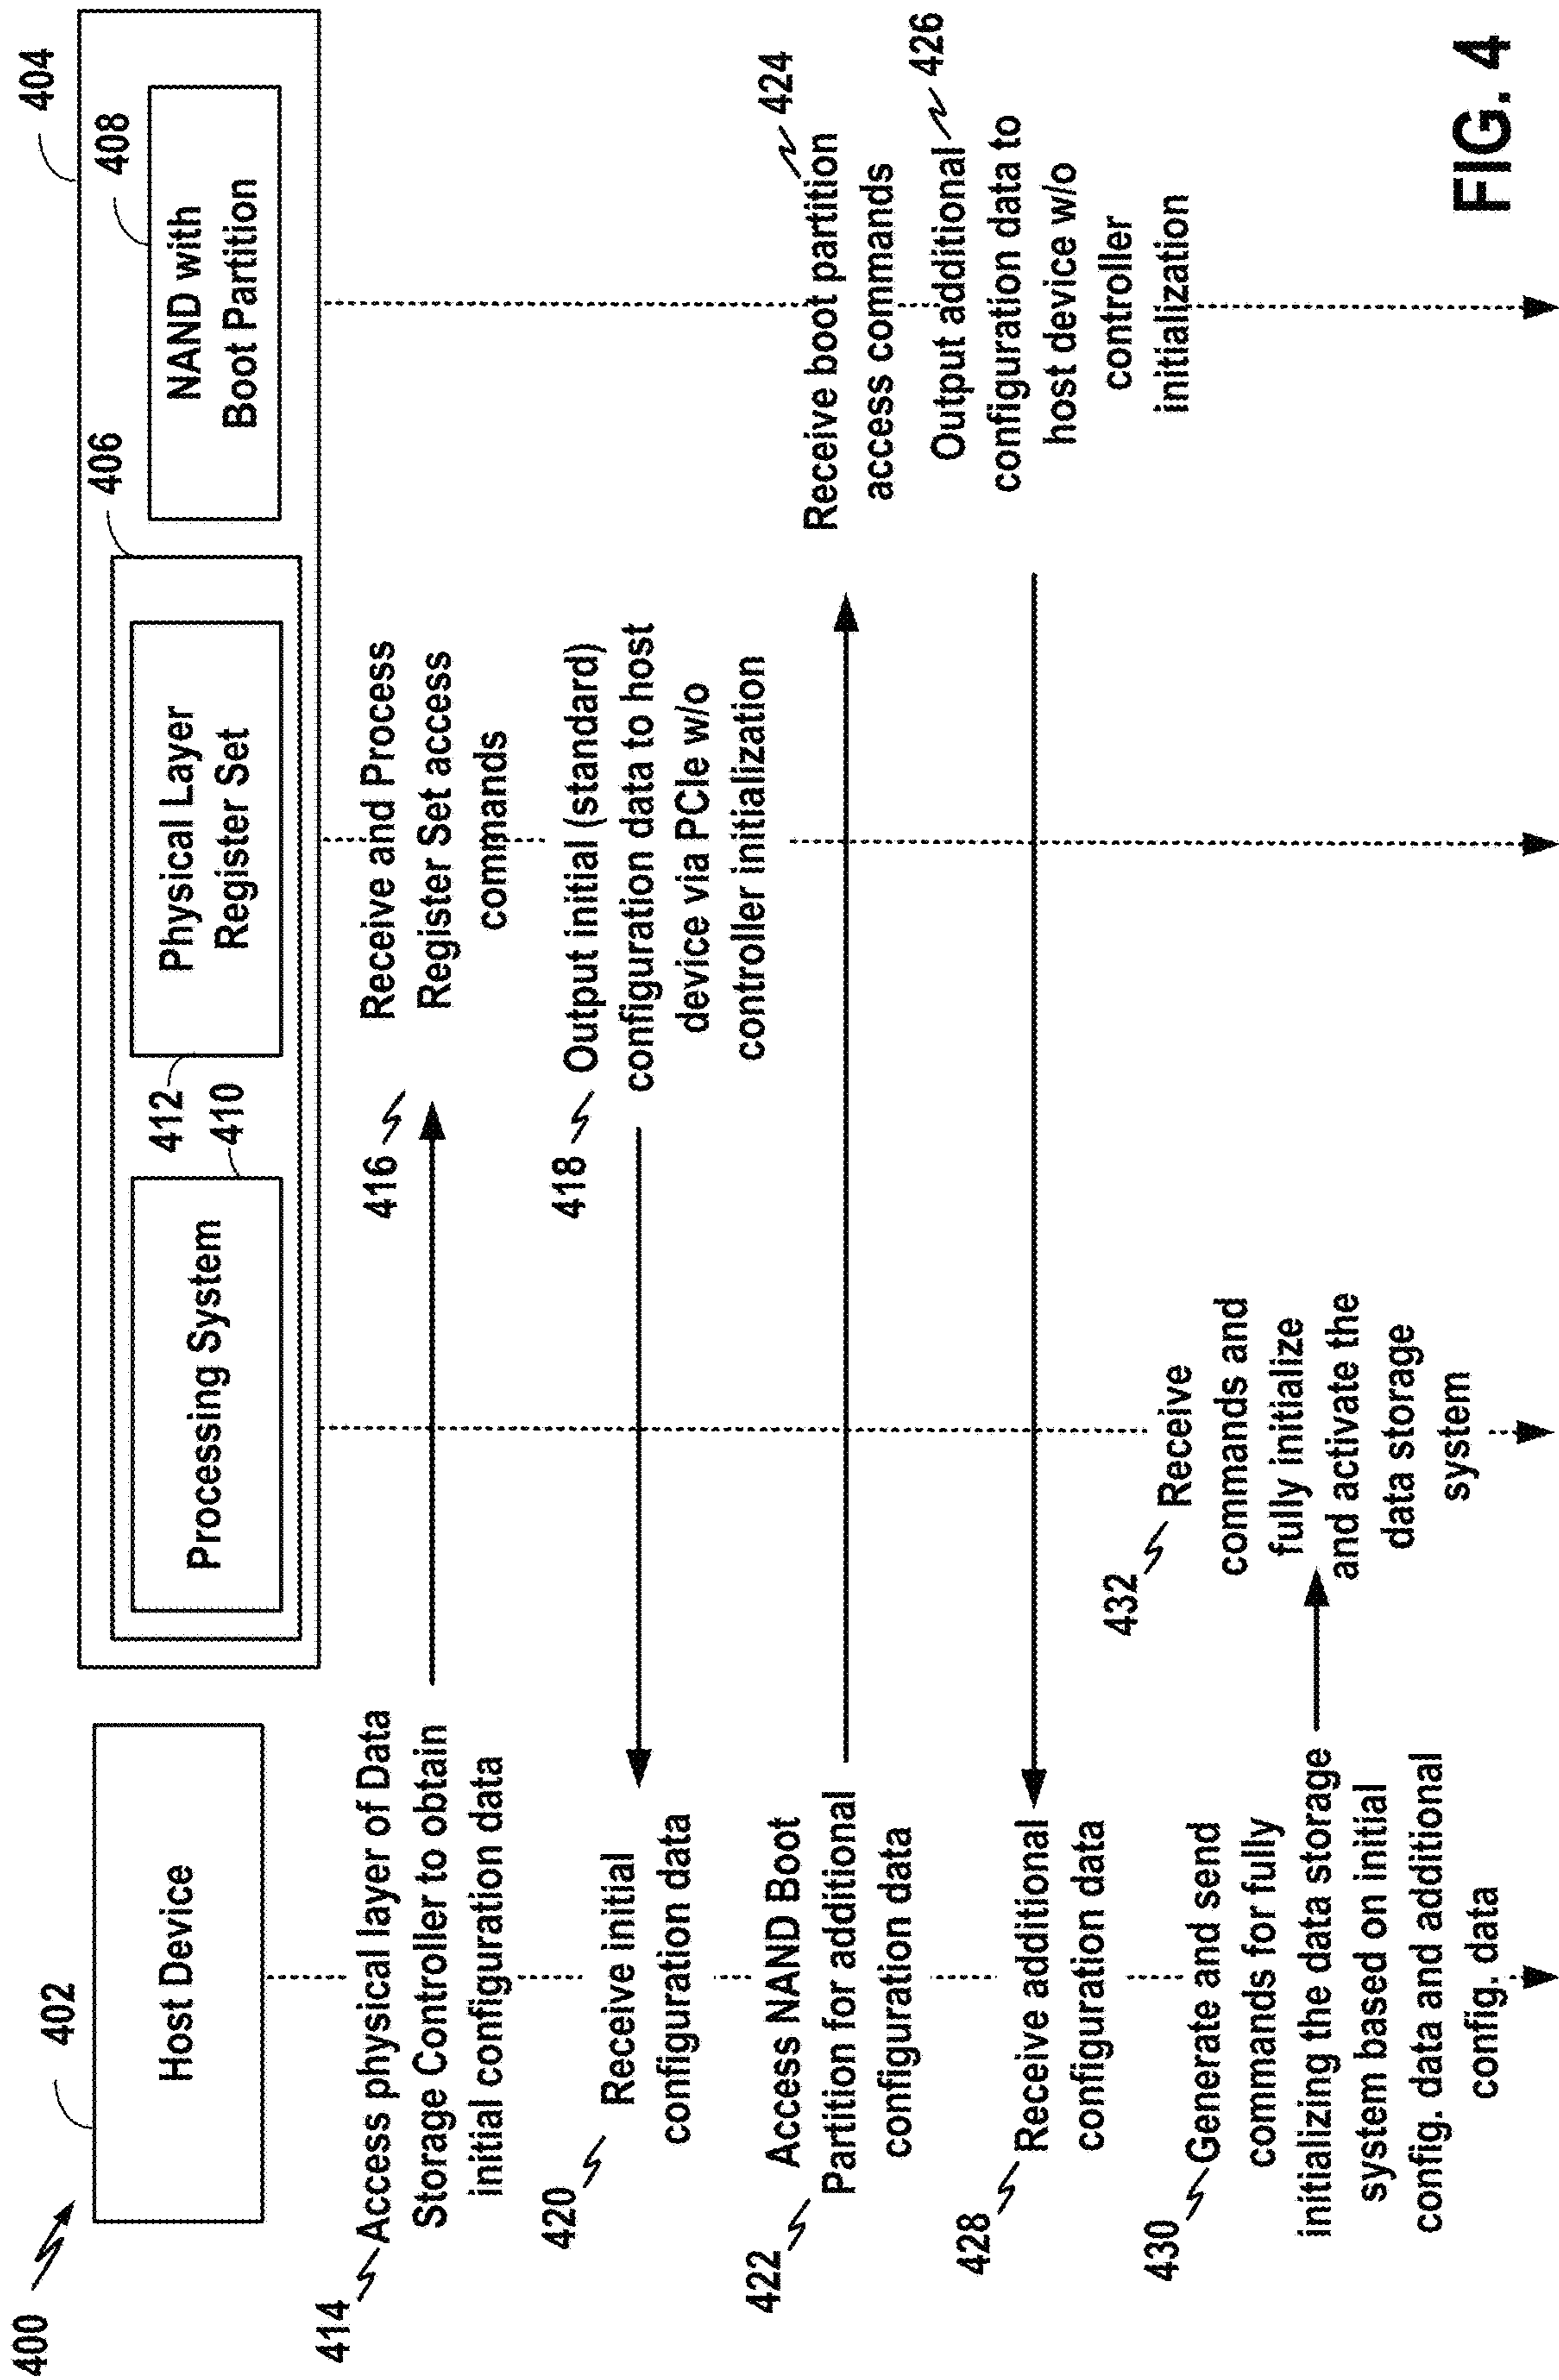 400
402
Host Device
404
406
408
Processing System
410
412
Physical Layer
Register Set
NAND with
Boot Partition
414
Access physical layer of Data
Storage Controller to obtain
initial configuration data
416
Receive and Process
Register Set access
commands
418
Output initial (standard)
configuration data to host
device via PCIe w/o
controller initialization
420
Receive initial
configuration data
422
Access NAND Boot
Partition for additional
configuration data
424
Receive boot partition
access commands
426
Output additional
configuration data to
host device w/o
controller
initialization
428
Receive additional
configuration data
430
Generate and send
commands for fully
initializing the data storage
system based on initial
config. data and additional
config. data
432
Receive
commands and
fully initialize
and activate the
data storage
system
FIG. 4